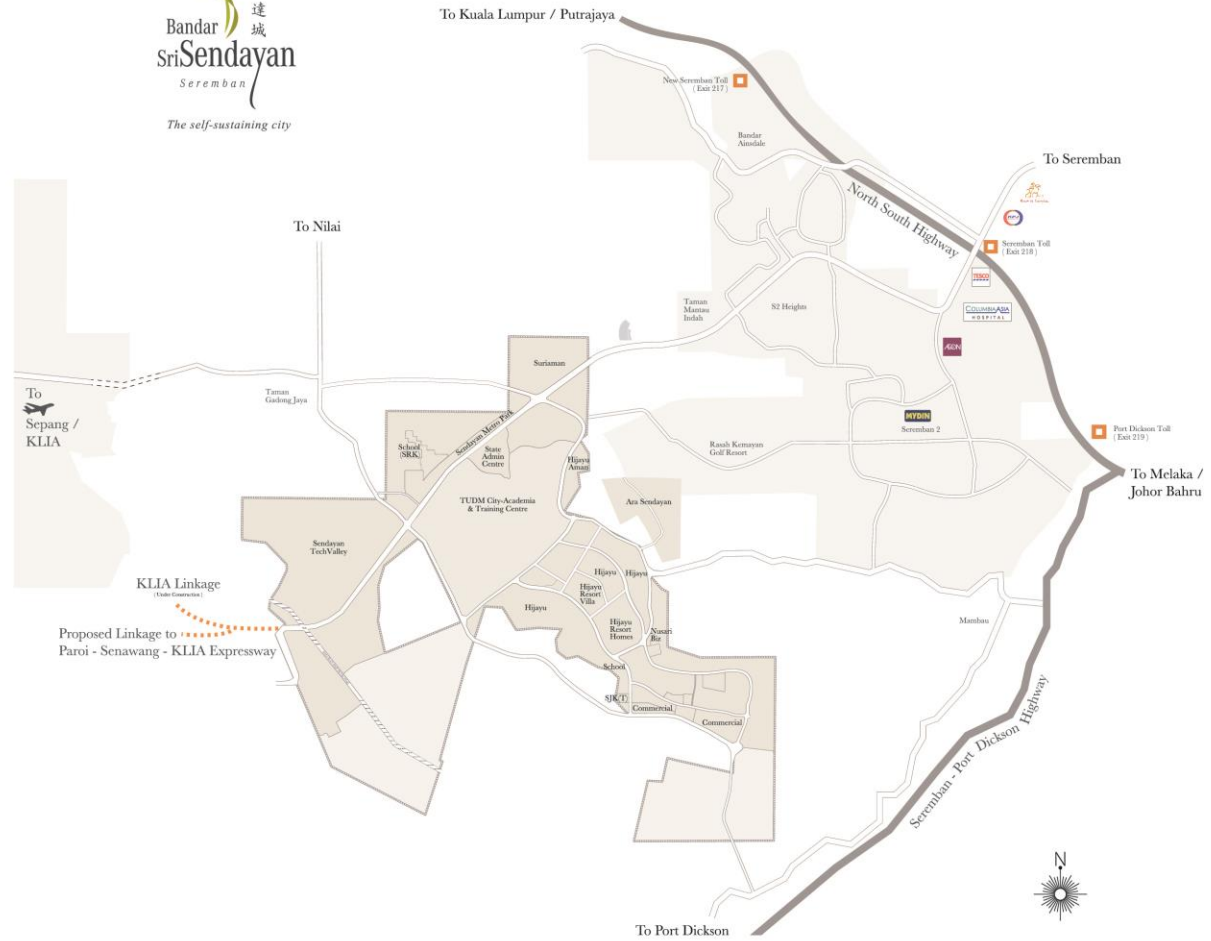 達
城
Bandar
SriSendayan
Seremban
The self-sustaining city
To Kuala Lumpur / Putrajaya
New Seremban Toll
( Exit 217 )
Bandar
Ainsdale
To Seremban
North South Highway
Seremban Toll
( Exit 218 )
TESCO
COLUMBIA ASIA
HOSPITAL
AEON
To Nilai
Taman
Mantau
Indah
S2 Heights
Suriaman
To
Sepang /
KLIA
Taman
Gadong Jaya
MYDIN
Seremban 2
Port Dickson Toll
( Exit 219 )
Sendayan Metro Park
School
(SRK)
State
Admin
Centre
Hijayu
Aman
Rasah Kemayan
Golf Resort
To Melaka /
Johor Bahru
TUDM City-Academia
& Training Centre
Ara Sendayan
Sendayan
TechValley
KLIA Linkage
( Under Construction )
Proposed Linkage to
Paroi - Senawang - KLIA Expressway
Hijayu
Hijayu
Hijayu
Resort
Villa
Hijayu
Hijayu
Resort
Homes
Nusari
Biz
Mambau
School
SJK(T)
Commercial
Commercial
Seremban - Port Dickson Highway
N
To Port Dickson